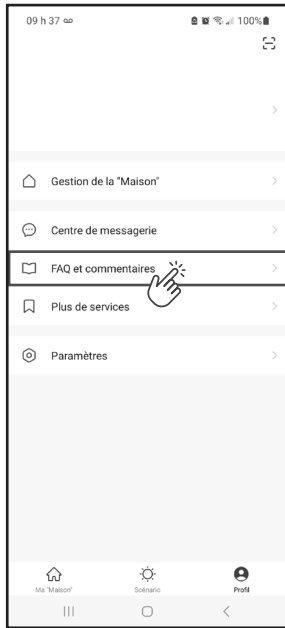 09 h 37
100%
Gestion de la "Maison"
Centre de messagerie
FAQ et commentaires
Plus de services
Paramètres
Ma "Maison"
Scénario
Profil